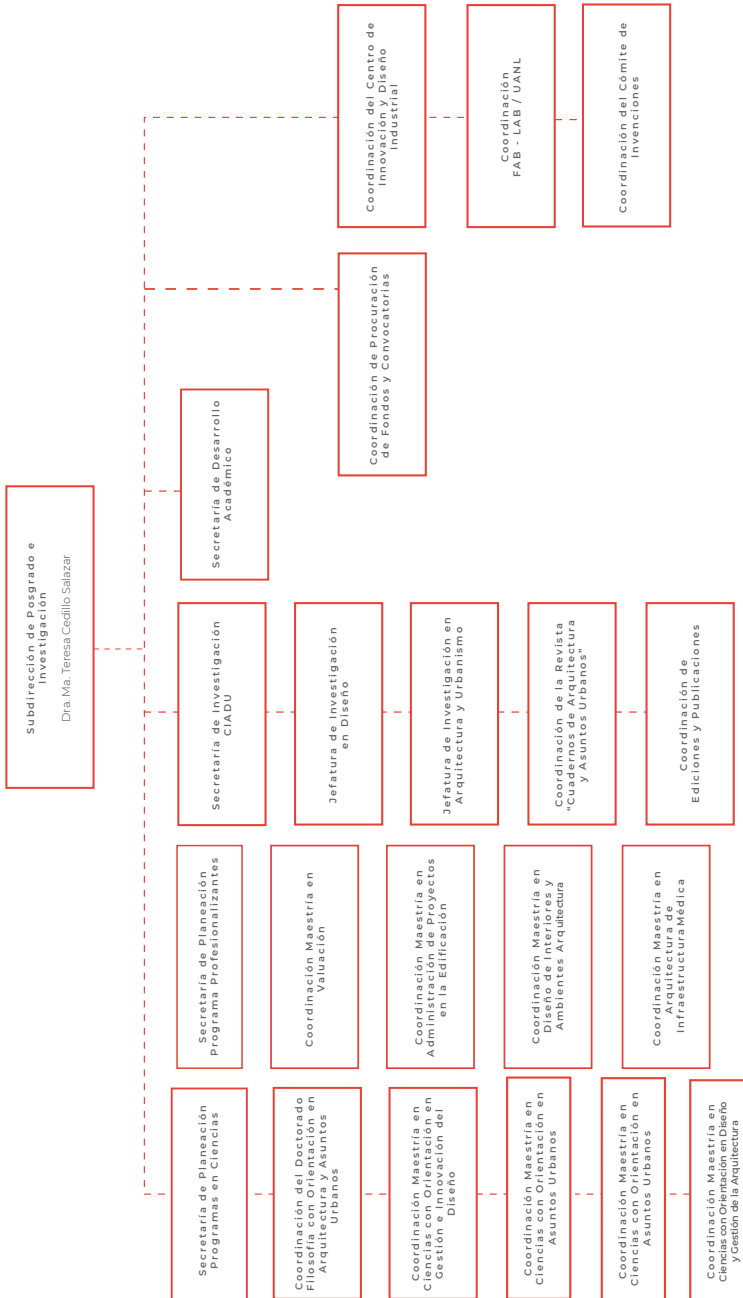 Subdirección de Posgrado e
Investigación
Dra. Ma. Teresa Cedillo Salazar
Secretaría de Planeación
Programas en Ciencias
Coordinación del Doctorado
Filosofía con Orientación en
Arquitectura y Asuntos
Urbanos
Coordinación Maestría en
Ciencias con Orientación en
Gestión e Innovación del
Diseño
Coordinación Maestría en
Ciencias con Orientación en
Asuntos Urbanos
Coordinación Maestría en
Ciencias con Orientación en
Asuntos Urbanos
Coordinación Maestría en
Ciencias con Orientación en Diseño
y Gestión de la Arquitectura
Secretaría de Planeación
Programa Profesionalizantes
Coordinación Maestría en
Valuación
Coordinación Maestría en
Administración de Proyectos
en la Edificación
Coordinación Maestría en
Diseño de Interiores y
Ambientes Arquitectura
Coordinación Maestría en
Arquitectura de
Infraestructura Médica
Secretaría de Investigación
CIADU
Jefatura de Investigación
en Diseño
Jefatura de Investigación en
Arquitectura y Urbanismo
Coordinación de la Revista
“Cuadernos de Arquitectura
y Asuntos Urbanos”
Coordinación de
Ediciones y Publicaciones
Secretaría de Desarrollo
Académico
Coordinación de Procuración
de Fondos y Convocatorias
Coordinación del Centro de
Innovación y Diseño
Industrial
Coordinación
FAB - LAB / UANL
Coordinación del Cómite de
Invenciones